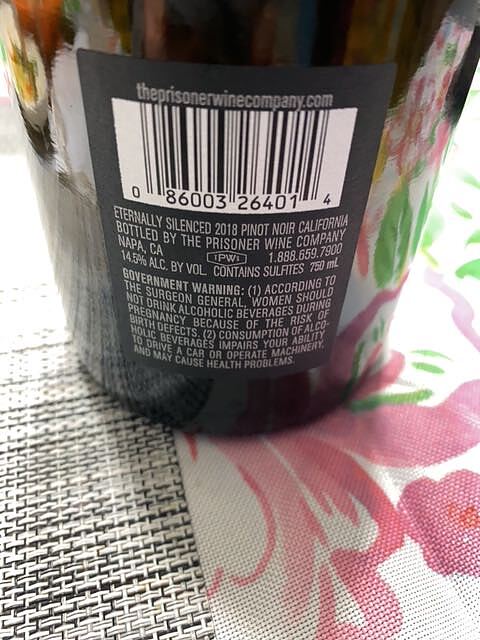 theprisonerwinecompany.com
0 86003 26401 4
ETERNALLY SILENCED 2018 PINOT NOIR CALIFORNIA
BOTTLED BY THE PRISONER WINE COMPANY
NAPA, CA TPWC 1.888.659.7900
14.5% ALC. BY VOL. CONTAINS SULFITES 750 mL
GOVERNMENT WARNING: (1) ACCORDING TO
THE SURGEON GENERAL, WOMEN SHOULD
NOT DRINK ALCOHOLIC BEVERAGES DURING
PREGNANCY BECAUSE OF THE RISK OF
BIRTH DEFECTS. (2) CONSUMPTION OF ALCO-
HOLIC BEVERAGES IMPAIRS YOUR ABILITY
TO DRIVE A CAR OR OPERATE MACHINERY,
AND MAY CAUSE HEALTH PROBLEMS.